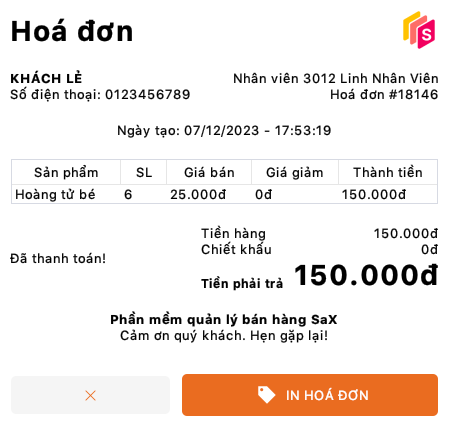 Hoá đơn
S
KHÁCH LẺ
Nhân viên 3012 Linh Nhân Viên
Số điện thoại: 0123456789
Hoá đơn #18146
Ngày tạo: 07/12/2023 - 17:53:19
Sản phẩm SL Giá bán Giá giảm Thành tiền
Hoàng tử bé 6 25.000đ 0đ 150.000đ
Tiền hàng 150.000đ
Chiết khấu 0đ
Đã thanh toán!
Tiền phải trả 150.000đ
Phần mềm quản lý bán hàng SaX
Cảm ơn quý khách. Hẹn gặp lại!
IN HOÁ ĐƠN